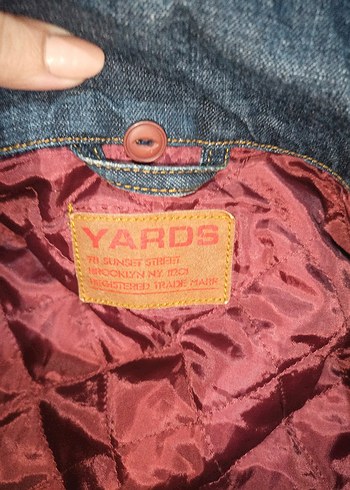 YARDS
SUNSET STREET
BROOKLYN NY
REGISTERED TRADE MARK